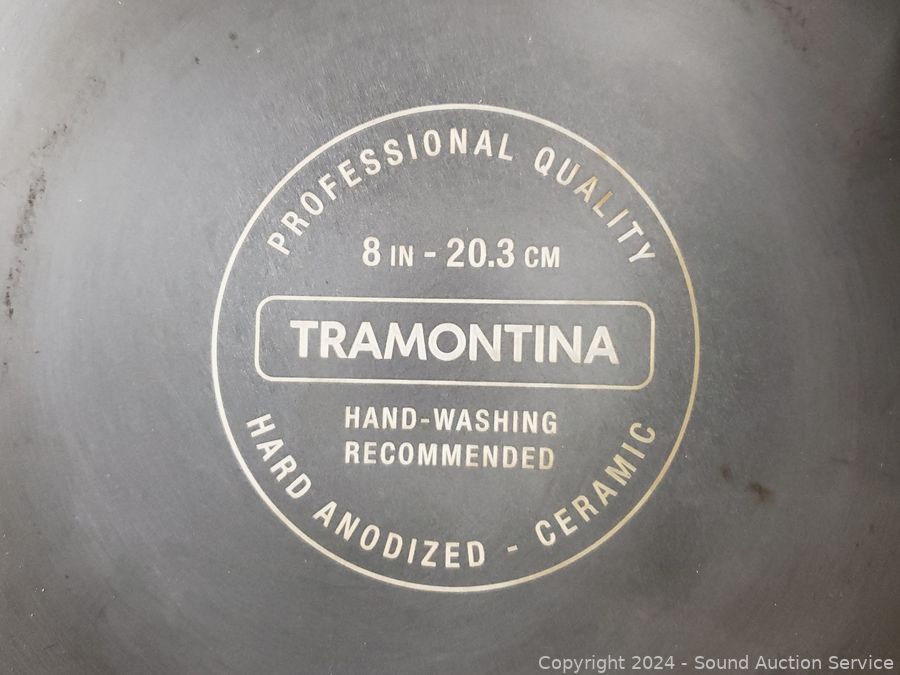 PROFESSIONAL QUALITY
8 IN - 20.3 CM
TRAMONTINA
HAND-WASHING
RECOMMENDED
HARD ANODIZED - CERAMIC
Copyright 2024 - Sound Auction Service